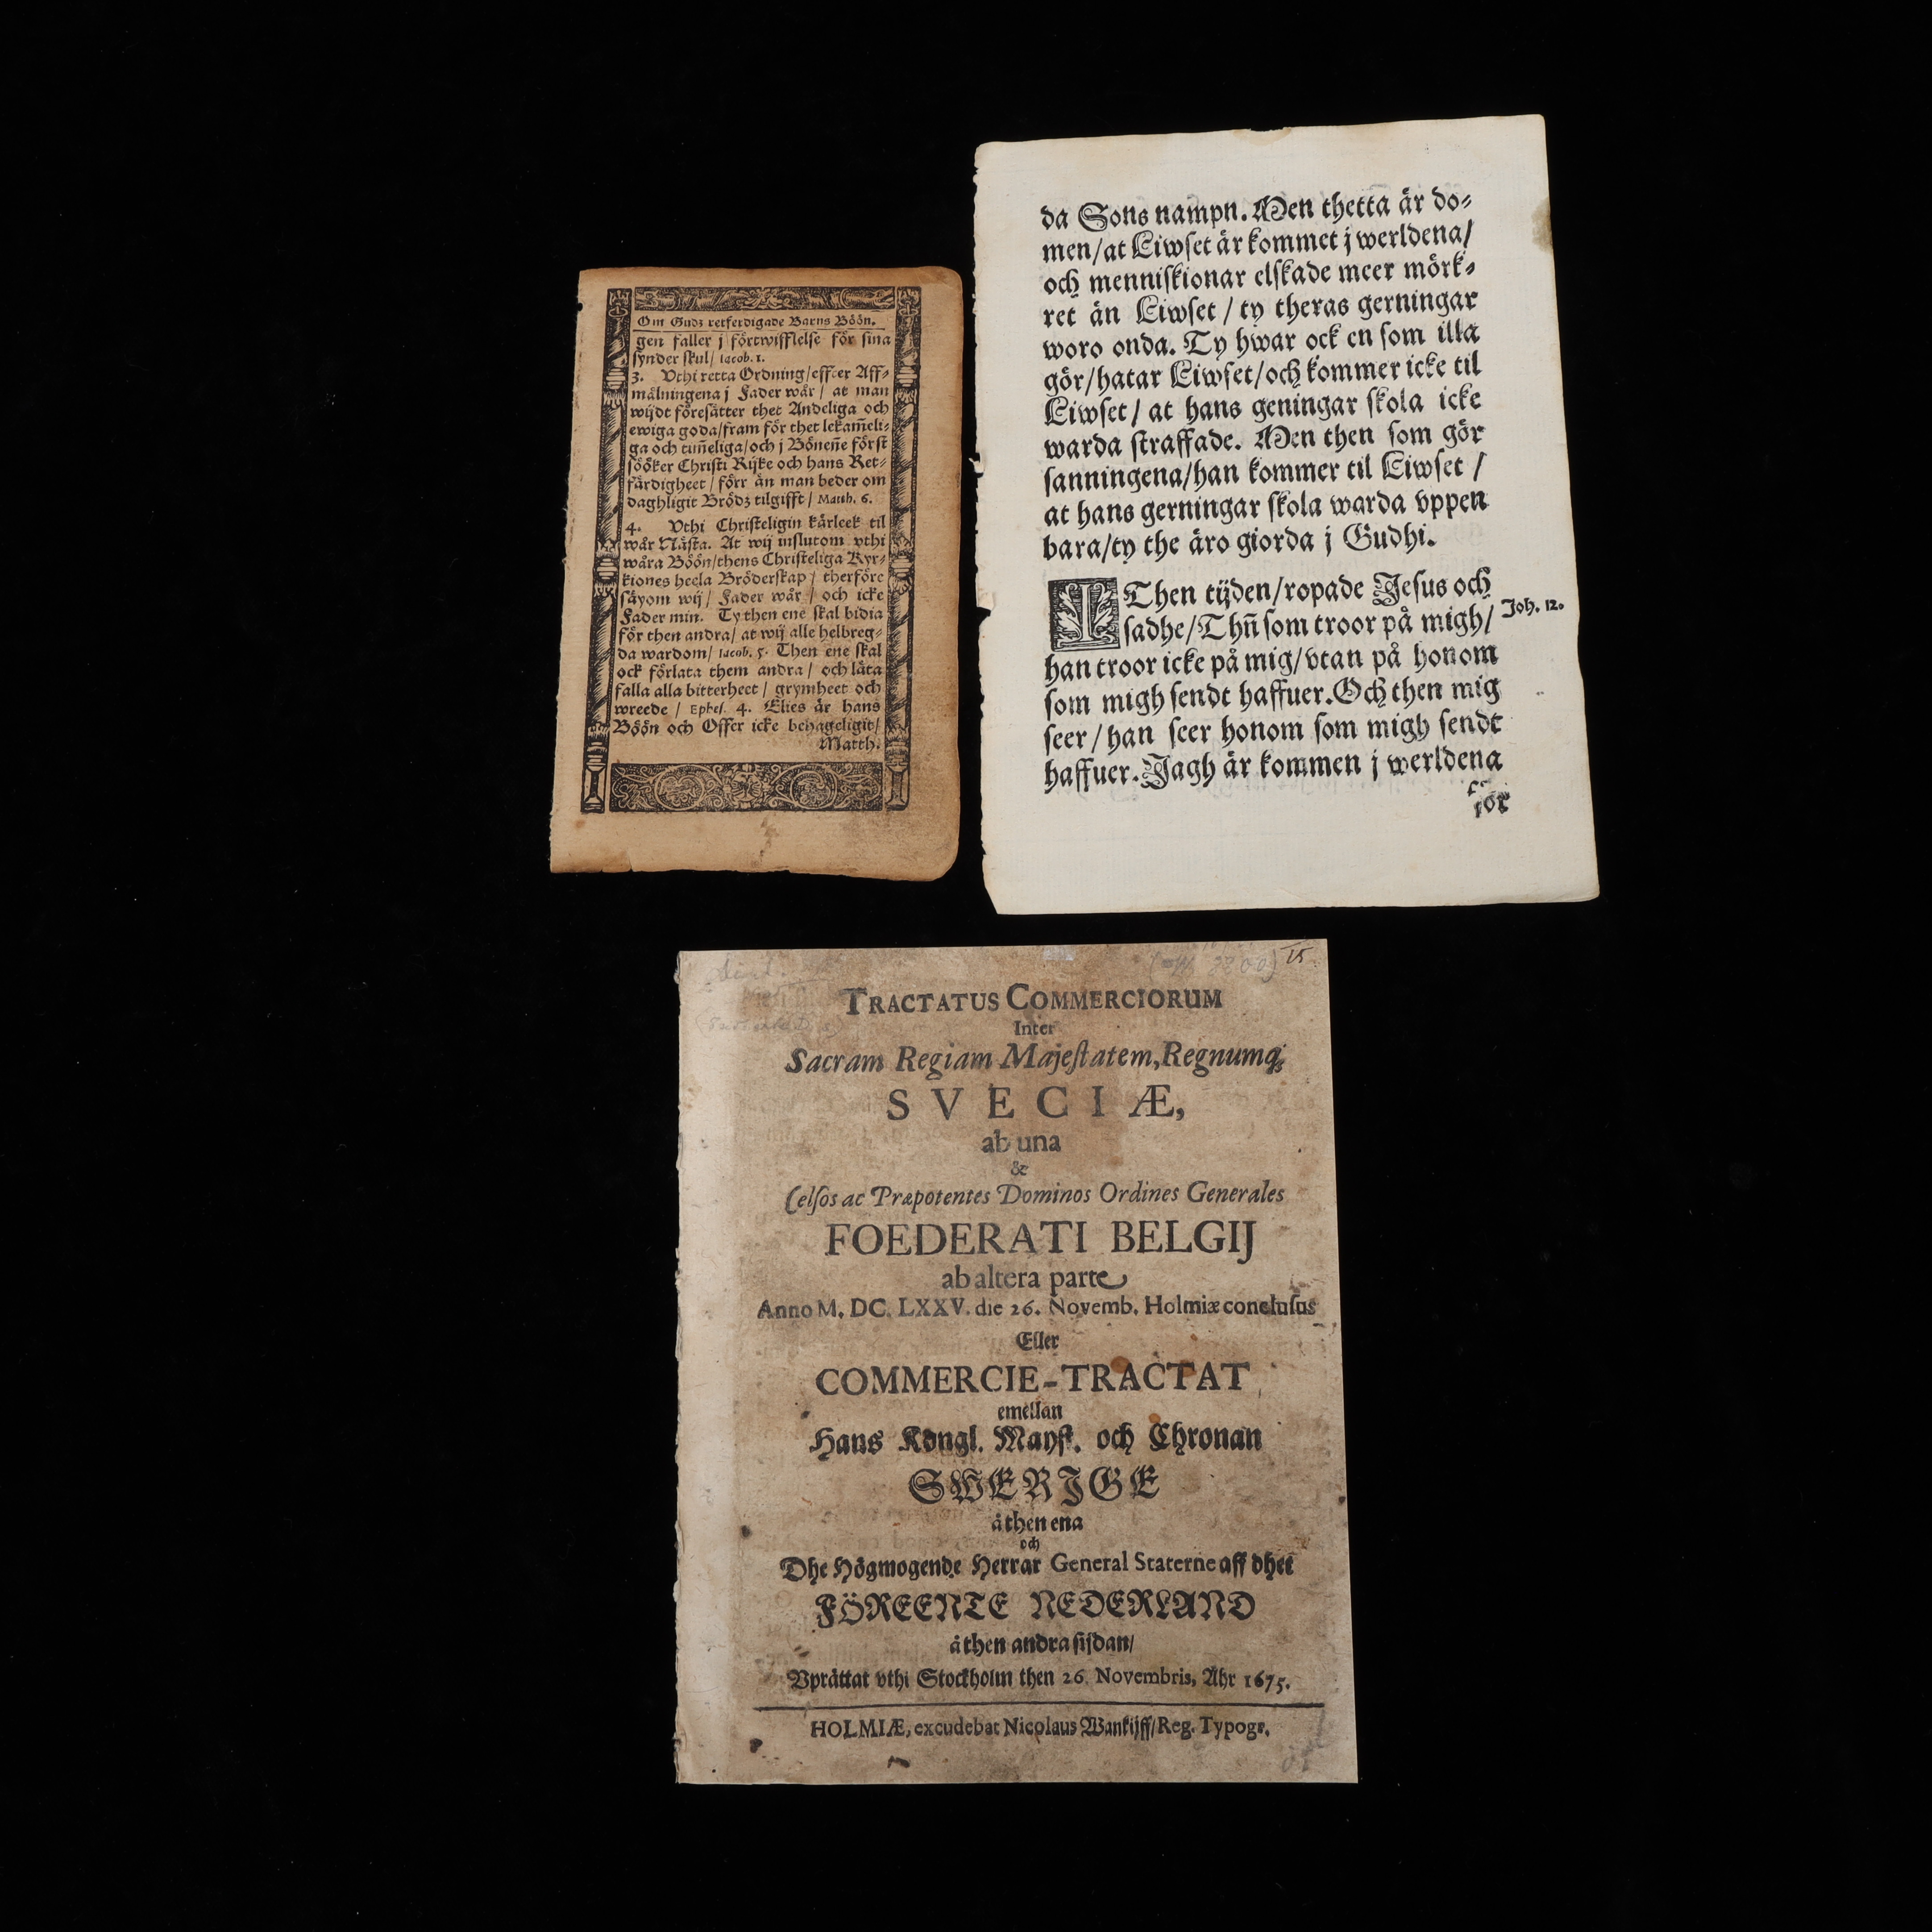 Om Gudz retferdigade Barns Böön.
gen faller j förtwifflelse för sina
synder skul/ Iacob. 1.
3. Vthi retta Ordning/effter Aff-
målningena j Fader wår/ at man
wijdt föresätter thet Andeliga och
ewiga goda/fram för thet lekam̃eli-
ga och tim̃eliga/och j Bönen̄e först
sööker Christi Rijke och hans Ret-
färdigheet/förr än man beder om
daghligit Brödz tilgifft/ Matth. 6.
4. Vthi Christeligin kärleek til
wår Nästa. At wij inslutom vthi
wåra Böön/thens Christeliga Kyr-
kiones heela Bröderskap/ therföre
säyom wij/ Fader wår/ och icke
Fader min. Ty then ene skal bidia
för then andra/ at wij alle helbreg-
da wardom/ Iacob. 5. Then ene skal
ock förlata them andra/ och låta
falla alla bitterheet/ grymheet och
wreede/ Ephes. 4. Elies är hans
Böön och Offer icke behageligit/
Matth.
da Sons nampn. Men thetta är do-
men/at Liwset är kommet j werldena/
och menniskionar elskade meer mörk-
ret än Liwset/ ty theras gerningar
woro onda. Ty hwar ock en som illa
gör/hatar Liwset/och kommer icke til
Liwset/ at hans geningar skola icke
warda straffade. Men then som gör
sanningena/han kommer til Liwset/
at hans gerningar skola warda vppen
bara/ty the äro giorda j Gudhi.
I Then tijden/ropade Jesus och
sadhe/Thn̄ som troor på migh/ Joh. 12.
han troor icke på mig/vtan på honom
som migh sendt haffuer. Och then mig
seer/han seer honom som migh sendt
haffuer. Jagh är kommen j werldena
för
15
TRACTATUS COMMERCIORUM
Inter
Sacram Regiam Majestatem, Regnumq;
SVECIÆ,
ab una
&
Celsos ac Præpotentes Dominos Ordines Generales
FOEDERATI BELGIJ
ab altera parte
Anno M. DC. LXXV. die 26. Novemb. Holmiæ conclusus
Eller
COMMERCIE-TRACTAT
emellan
Hans Kongl. Mayst. och Chronan
SWERIGE
å then ena
och
Dhe Högmogende Herrar General Staterne aff dhet
FÖREENTE NEDERLAND
å then andra sijdan/
Vprättat vthi Stockholm then 26 Novembris, Åhr 1675.
HOLMIÆ, excudebat Nicolaus Wankijff/Reg. Typogr.